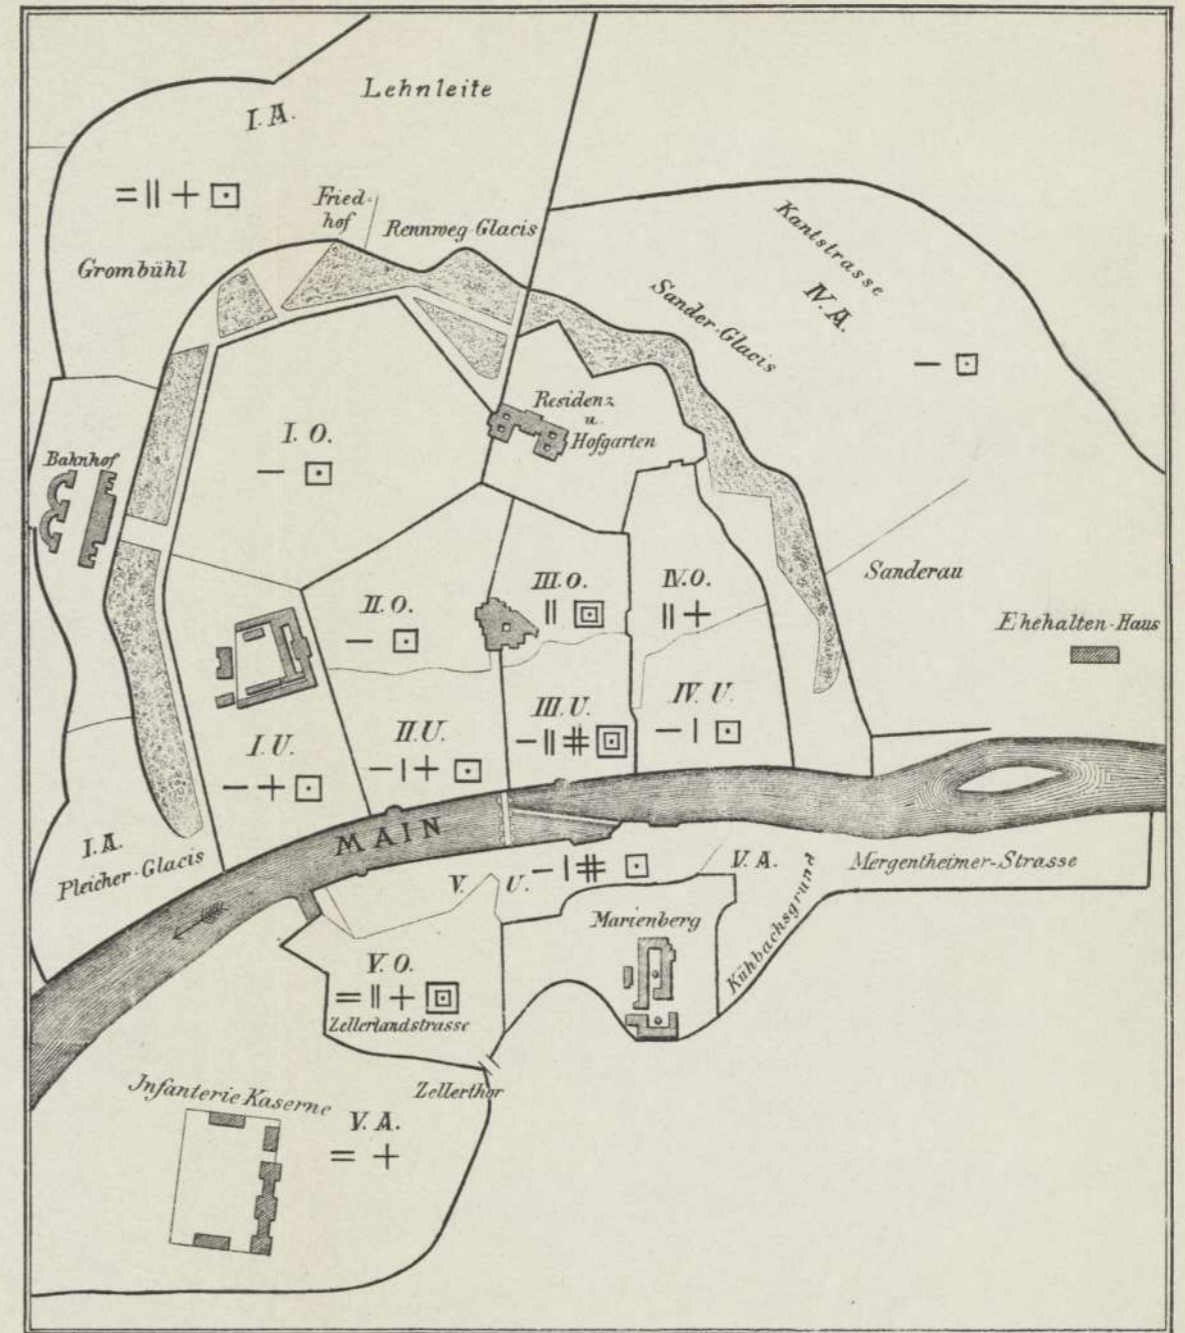 Lehnleite
I. A.
Fried-
hof
Rennweg-Glacis
Grombühl
Kantstrasse
IV. A.
Sander-Glacis
Residenz
u.
Hofgarten
I. O.
Bahnhof
II. O.
III. O.
IV. O.
Sanderau
Ehehalten-Haus
I. U.
II. U.
III. U.
IV. U.
MAIN
I. A.
Pleicher-Glacis
V. U.
V. A.
Mergentheimer-Strasse
Kühbachsgrund
Marienberg
V. O.
Zellerlandstrasse
Zellerthor
Infanterie Kaserne
V. A.